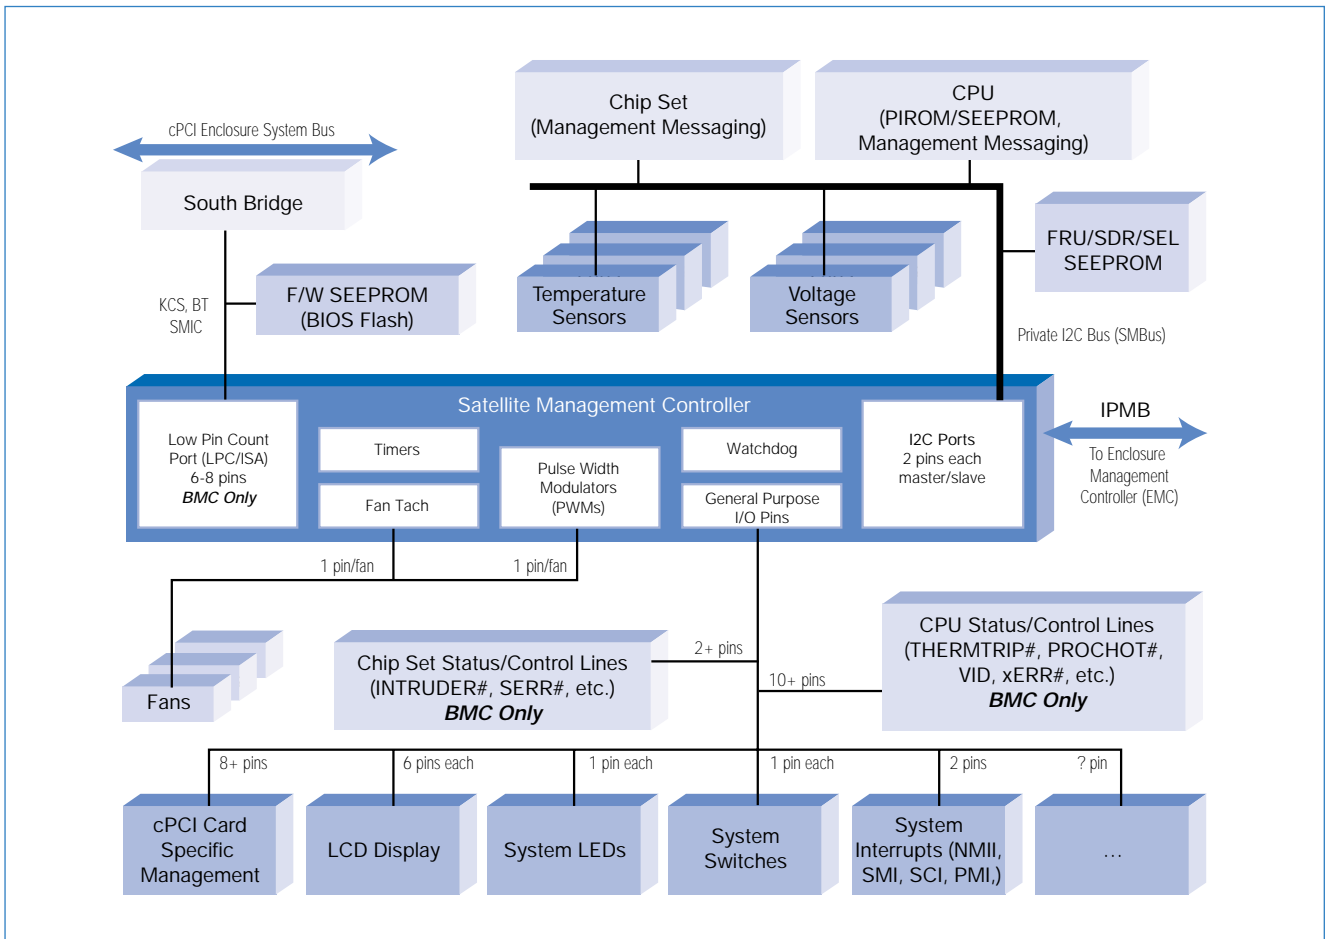 cPCI Enclosure System Bus
South Bridge
KCS, BT
SMIC
F/W SEEPROM
(BIOS Flash)
Chip Set
(Management Messaging)
CPU
(PIROM/SEEPROM,
Management Messaging)
Temperature
Sensors
Voltage
Sensors
FRU/SDR/SEL
SEEPROM
Private I2C Bus (SMBus)
Satellite Management Controller
Low Pin Count
Port (LPC/ISA)
6-8 pins
BMC Only
Timers
Fan Tach
Pulse Width
Modulators
(PWMs)
Watchdog
General Purpose
I/O Pins
I2C Ports
2 pins each
master/slave
IPMB
To Enclosure
Management
Controller (EMC)
1 pin/fan
1 pin/fan
Fans
Chip Set Status/Control Lines
(INTRUDER#, SERR#, etc.)
BMC Only
2+ pins
10+ pins
CPU Status/Control Lines
(THERMTRIP#, PROCHOT#,
VID, xERR#, etc.)
BMC Only
8+ pins
6 pins each
1 pin each
1 pin each
2 pins
? pin
cPCI Card
Specific
Management
LCD Display
System LEDs
System
Switches
System
Interrupts (NMII,
SMI, SCI, PMI,)
...